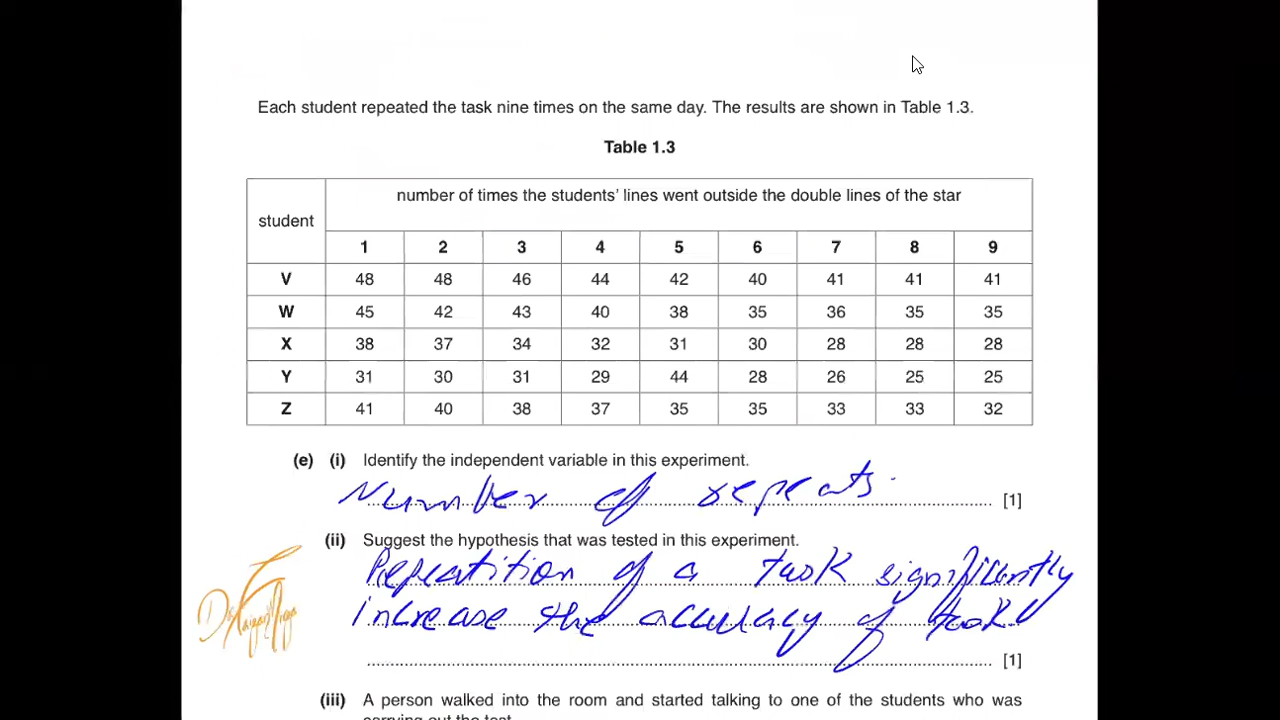 Each student repeated the task nine times on the same day. The results are shown in Table 1.3.
Table 1.3
student number of times the students' lines went outside the double lines of the star
1 2 3 4 5 6 7 8 9
V 48 48 46 44 42 40 41 41 41
W 45 42 43 40 38 35 36 35 35
X 38 37 34 32 31 30 28 28 28
Y 31 30 31 29 44 28 26 25 25
Z 41 40 38 37 35 35 33 33 32
(e) (i) Identify the independent variable in this experiment.
Number of repeats. [1]
(ii) Suggest the hypothesis that was tested in this experiment.
of a task significantly
increase the accuracy of task
[1]
(iii) A person walked into the room and started talking to one of the students who was
carrying out the test.